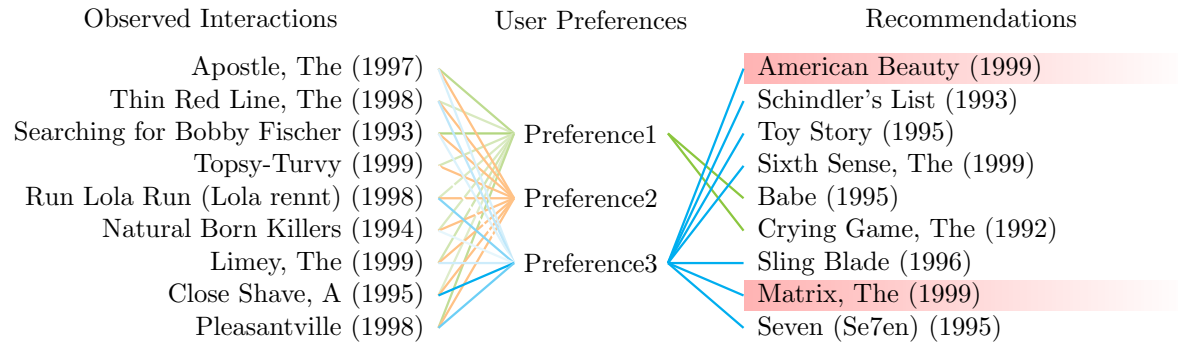 Observed Interactions
User Preferences
Recommendations
Apostle, The (1997)
Thin Red Line, The (1998)
Searching for Bobby Fischer (1993)
Topsy-Turvy (1999)
Run Lola Run (Lola rennt) (1998)
Natural Born Killers (1994)
Limey, The (1999)
Close Shave, A (1995)
Pleasantville (1998)
Preference1
Preference2
Preference3
American Beauty (1999)
Schindler's List (1993)
Toy Story (1995)
Sixth Sense, The (1999)
Babe (1995)
Crying Game, The (1992)
Sling Blade (1996)
Matrix, The (1999)
Seven (Se7en) (1995)